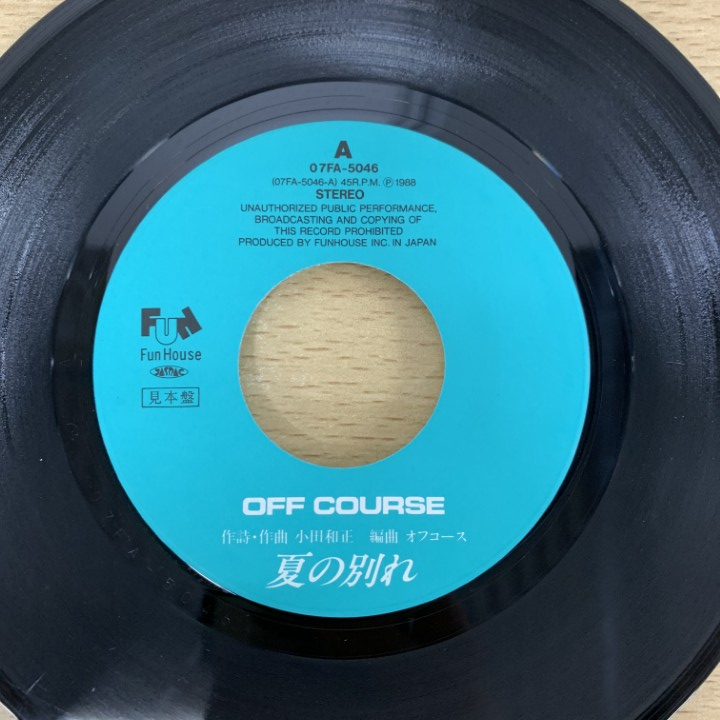 A
07FA-5046
(07FA-5046-A) 45R.P.M. Ⓟ1988
STEREO
UNAUTHORIZED PUBLIC PERFORMANCE,
BROADCASTING AND COPYING OF
THIS RECORD PROHIBITED
PRODUCED BY FUNHOUSE INC. IN JAPAN
FUN
Fun House
JASRAC
見本盤
OFF COURSE
作詩・作曲 小田和正 編曲 オフコース
夏の別れ